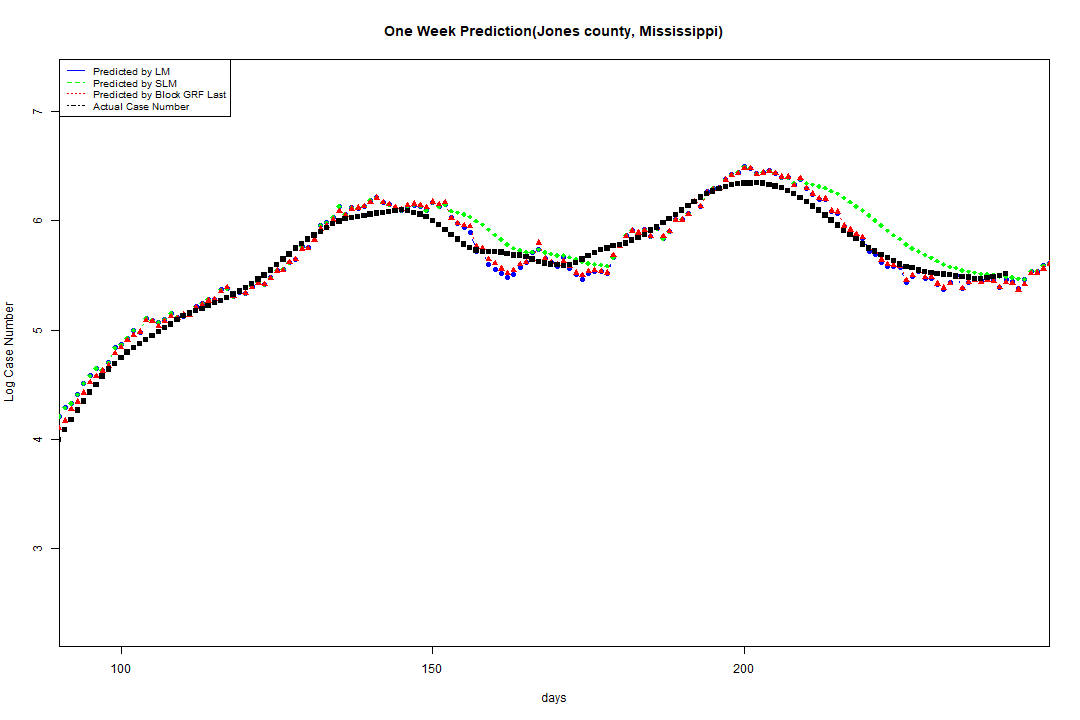 One Week Prediction(Jones county, Mississippi)
Predicted by LM
Predicted by SLM
Predicted by Block GRF Last
Actual Case Number
7
6
5
4
3
Log Case Number
100 150 200
days